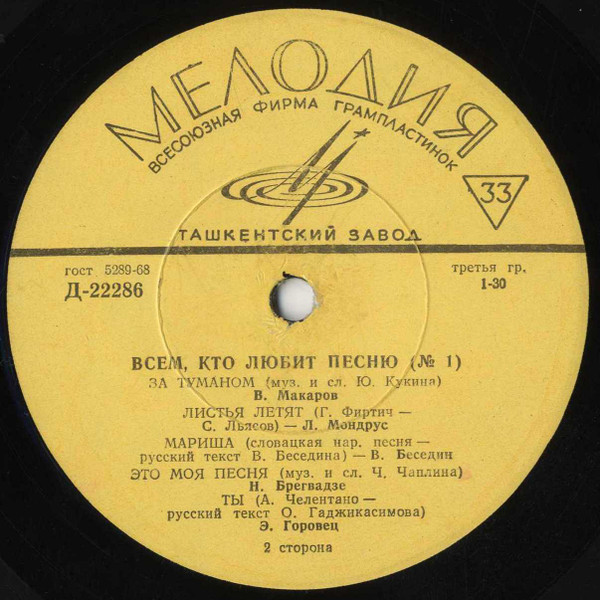 МЕЛОДИЯ
ВСЕСОЮЗНАЯ ФИРМА ГРАМПЛАСТИНОК
33
ТАШКЕНТСКИЙ ЗАВОД
гост 5289-68
третья гр.
Д-22286
1-30
ВСЕМ, КТО ЛЮБИТ ПЕСНЮ (№ 1)
ЗА ТУМАНОМ (муз. и сл. Ю. Кукина)
В. Макаров
ЛИСТЬЯ ЛЕТЯТ (Г. Фиртич —
С. Льясов) — Л. Мондрус
МАРИША (словацкая нар. песня —
русский текст В. Беседина) — В. Беседин
ЭТО МОЯ ПЕСНЯ (муз. и сл. Ч. Чаплина)
Н. Брегвадзе
ТЫ (А. Челентано —
русский текст О. Гаджикасимова)
Э. Горовец
2 сторона